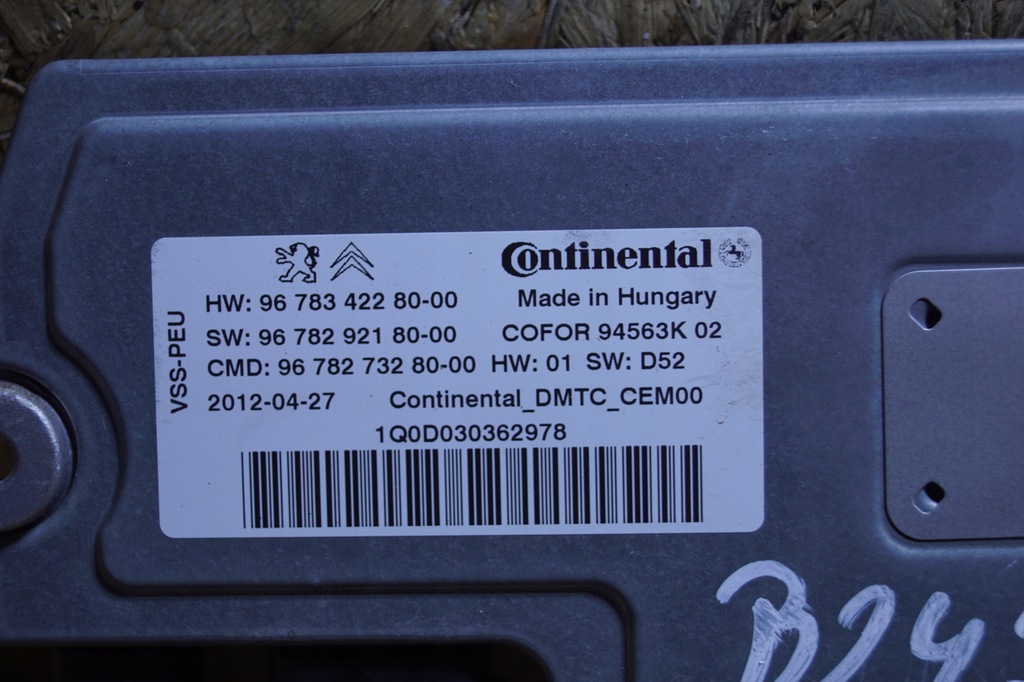 Continental
HW: 96 783 422 80-00 Made in Hungary
SW: 96 782 921 80-00 COFOR 94563K 02
CMD: 96 782 732 80-00 HW: 01 SW: D52
2012-04-27 Continental_DMTC_CEM00
1Q0D030362978
VSS-PEU